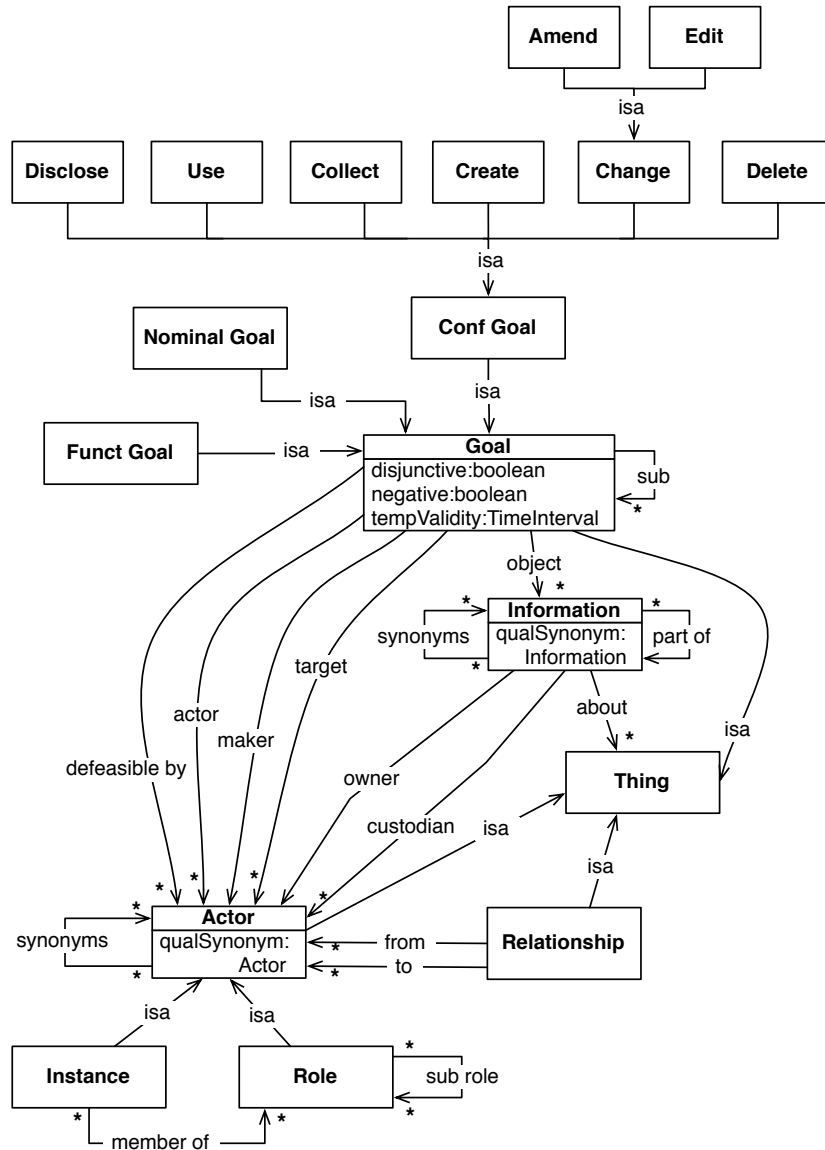 Amend
Edit
isa
Disclose
Use
Collect
Create
Change
Delete
isa
Nominal Goal
Conf Goal
isa
isa
Funct Goal
isa
Goal
disjunctive:boolean
negative:boolean
tempValidity:TimeInterval
sub
*
object
*
*
Information
*
synonyms
qualSynonym:
Information
part of
*
target
actor
maker
about
*
isa
defeasible by
owner
Thing
custodian
isa
isa
*
*
*
*
*
Actor
*
synonyms
qualSynonym:
Actor
*
from
*
to
*
Relationship
isa
isa
Instance
Role
*
sub role
*
*
member of
*